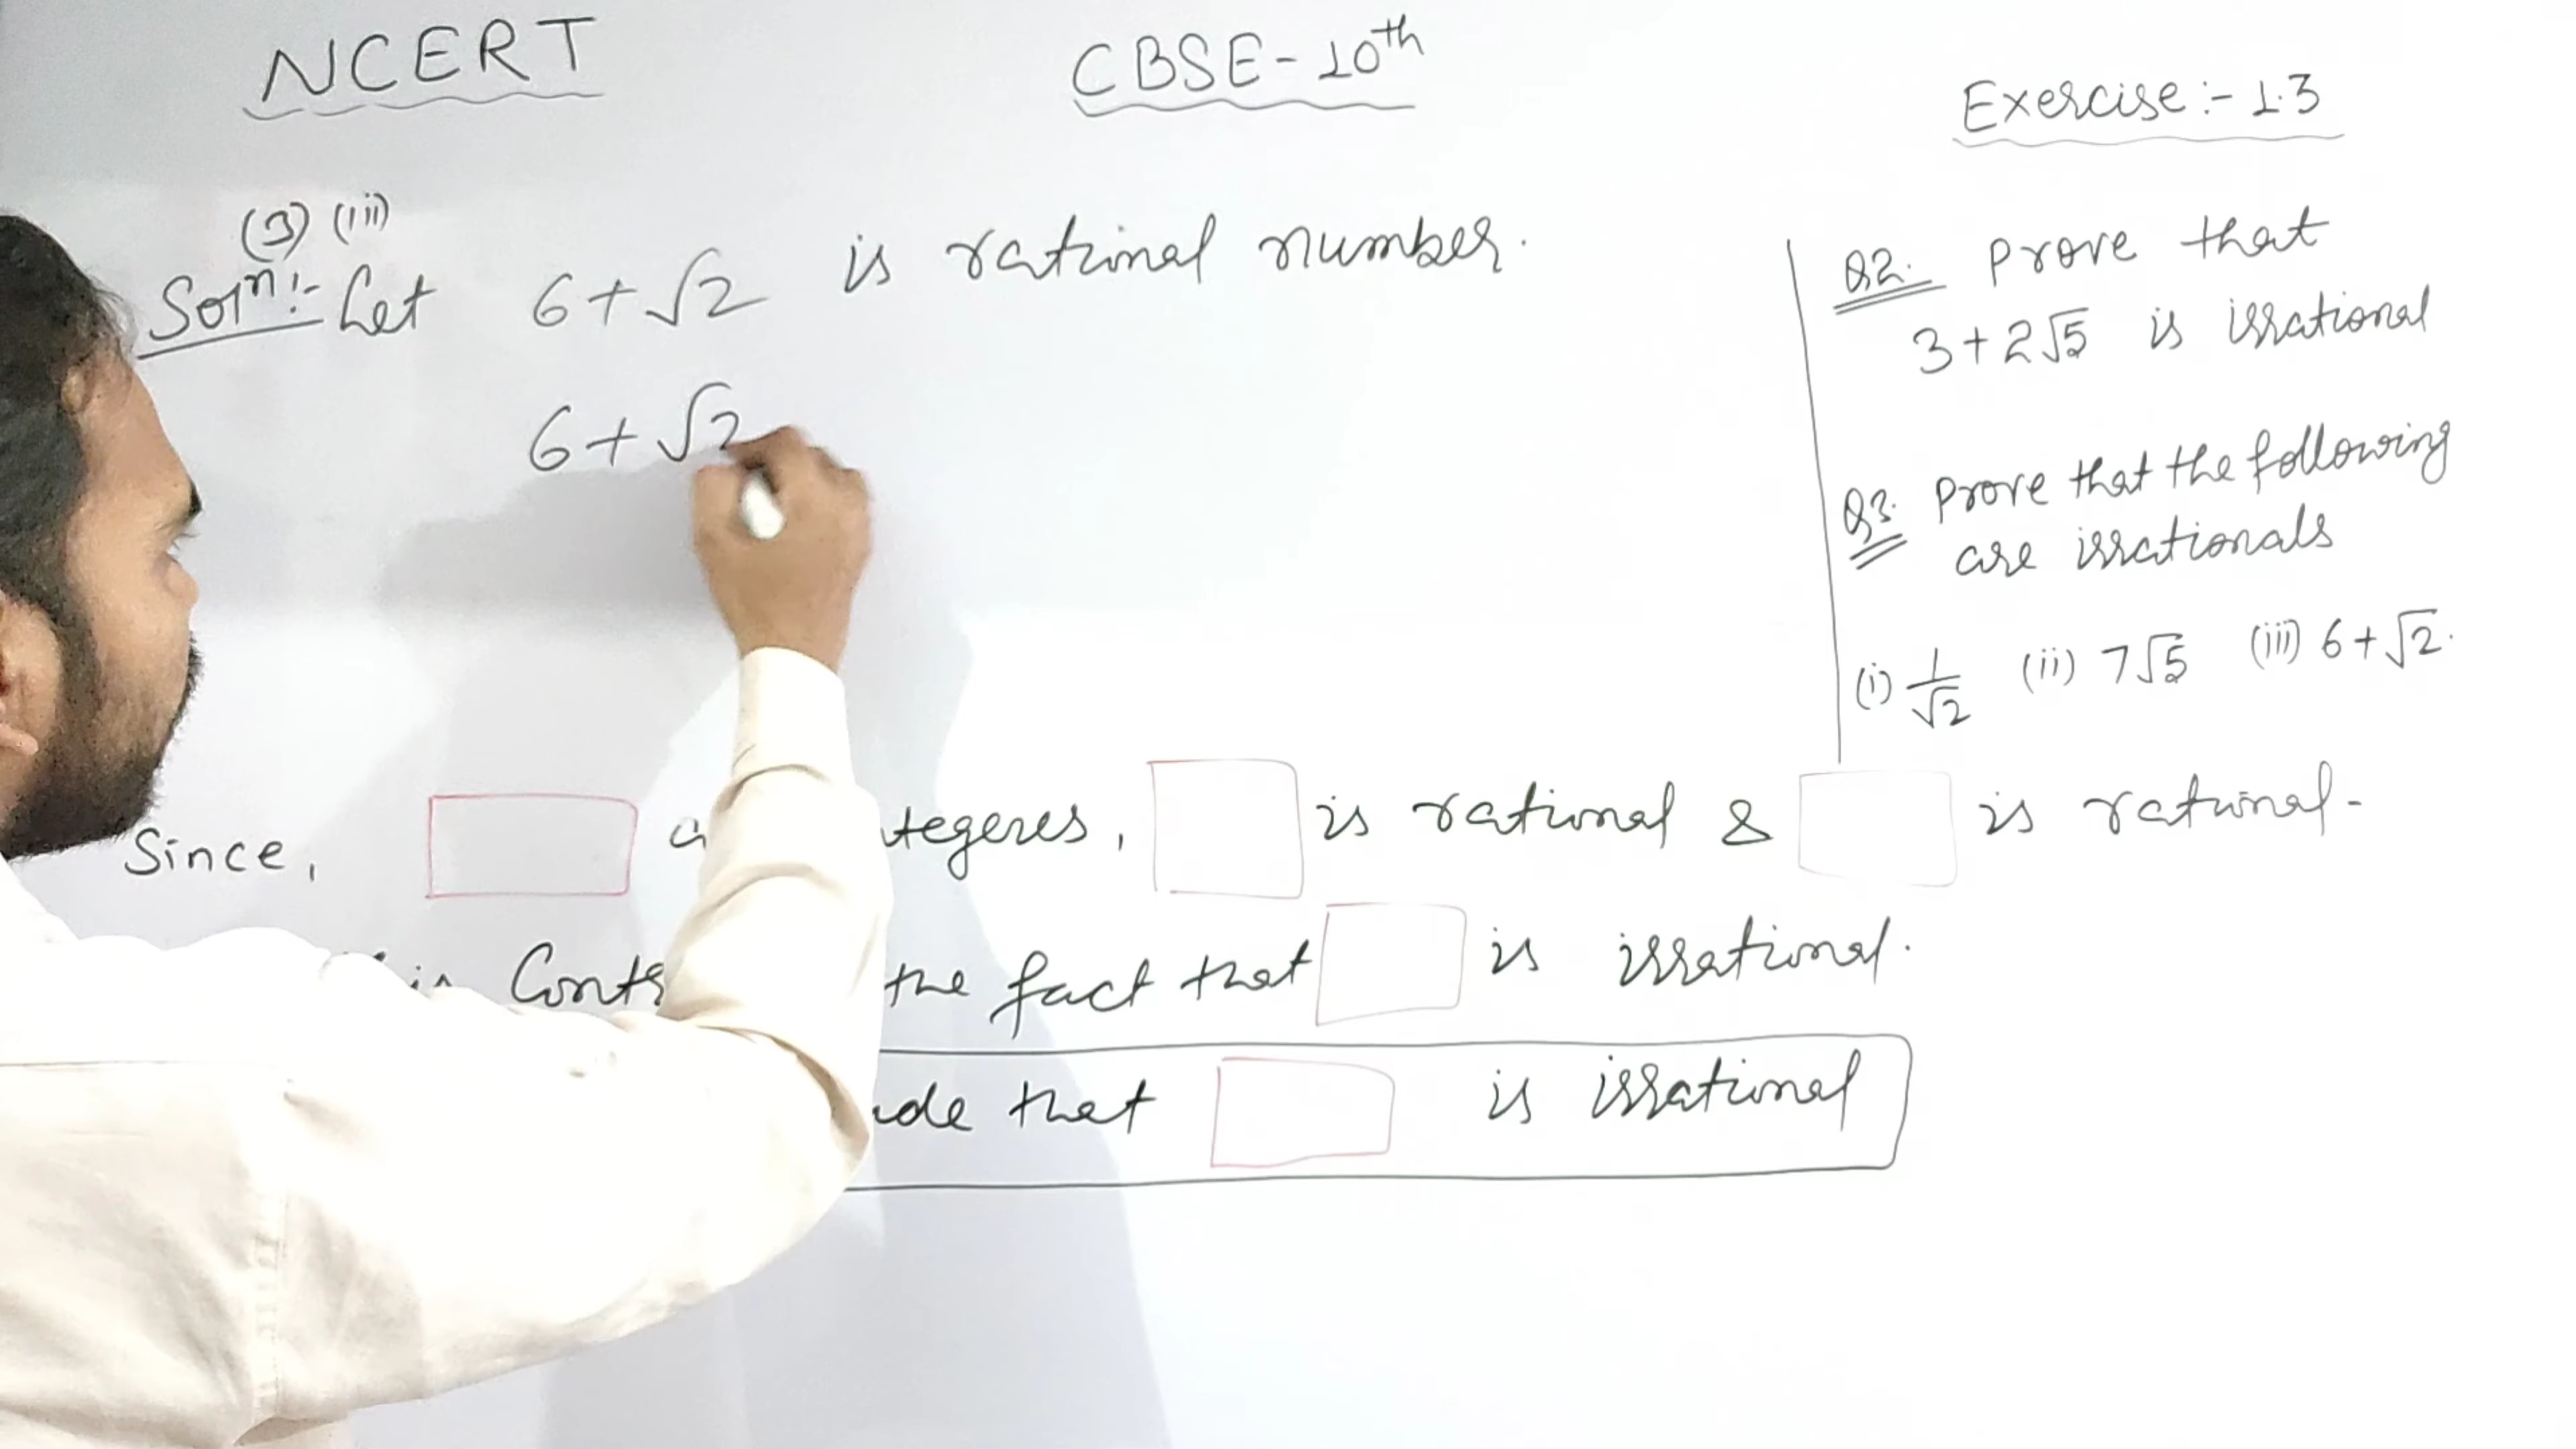 NCERT
CBSE-10th
Exercise:- 1.3
(3) (iii)
Soln:- Let 6+√2 is rational number.
6+√2
Since, integeres, is rational & is rational-
the fact that is irrational.
that is irrational
Q2. Prove that
3+2√5 is irrational
Q3. Prove that the following
are irrationals
(i) 1/√2 (ii) 7√5 (iii) 6+√2.